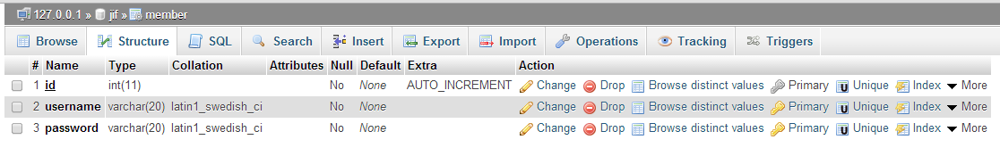 127.0.0.1 » jif » member
Browse Structure SQL Search Insert Export Import Operations Tracking Triggers
# Name Type Collation Attributes Null Default Extra Action
1 id int(11) No None AUTO_INCREMENT Change Drop Browse distinct values Primary Unique Index More
2 username varchar(20) latin1_swedish_ci No None Change Drop Browse distinct values Primary Unique Index More
3 password varchar(20) latin1_swedish_ci No None Change Drop Browse distinct values Primary Unique Index More